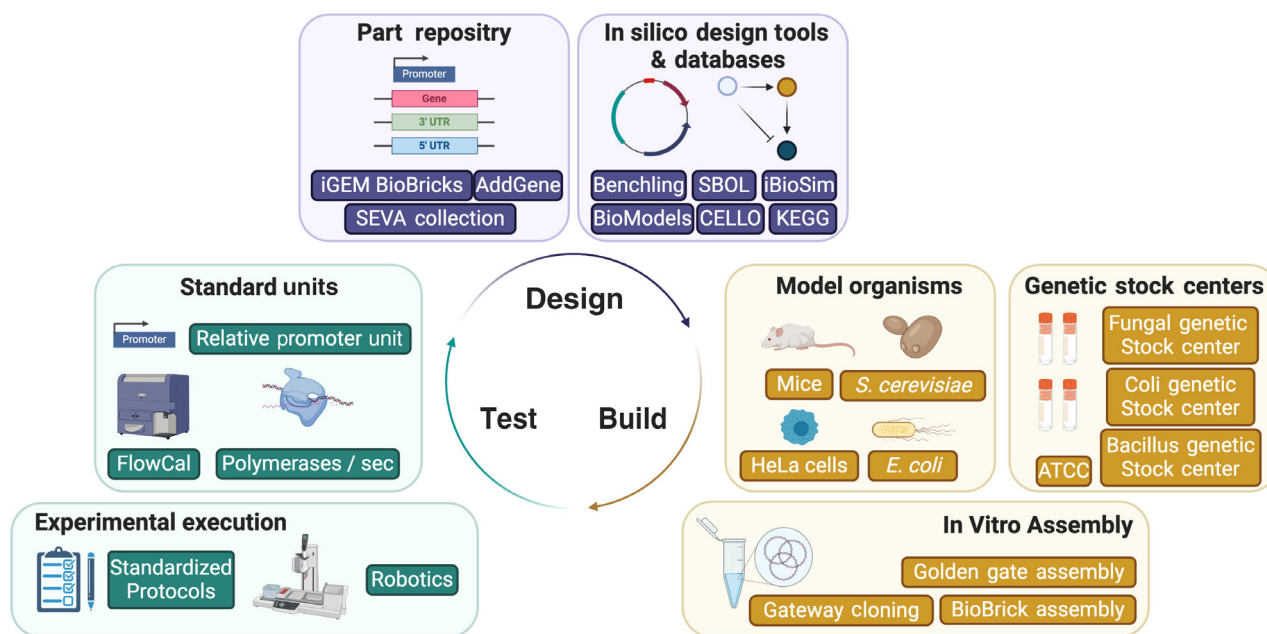 Part repositry
Promoter
Gene
3' UTR
5' UTR
iGEM BioBricks
AddGene
SEVA collection
In silico design tools
& databases
Benchling
SBOL
iBioSim
BioModels
CELLO
KEGG
Standard units
Promoter
Relative promoter unit
FlowCal
Polymerases / sec
Design
Test
Build
Model organisms
Mice
S. cerevisiae
HeLa cells
E. coli
Genetic stock centers
Fungal genetic
Stock center
Coli genetic
Stock center
Bacillus genetic
Stock center
ATCC
Experimental execution
Standardized
Protocols
Robotics
In Vitro Assembly
Golden gate assembly
Gateway cloning
BioBrick assembly